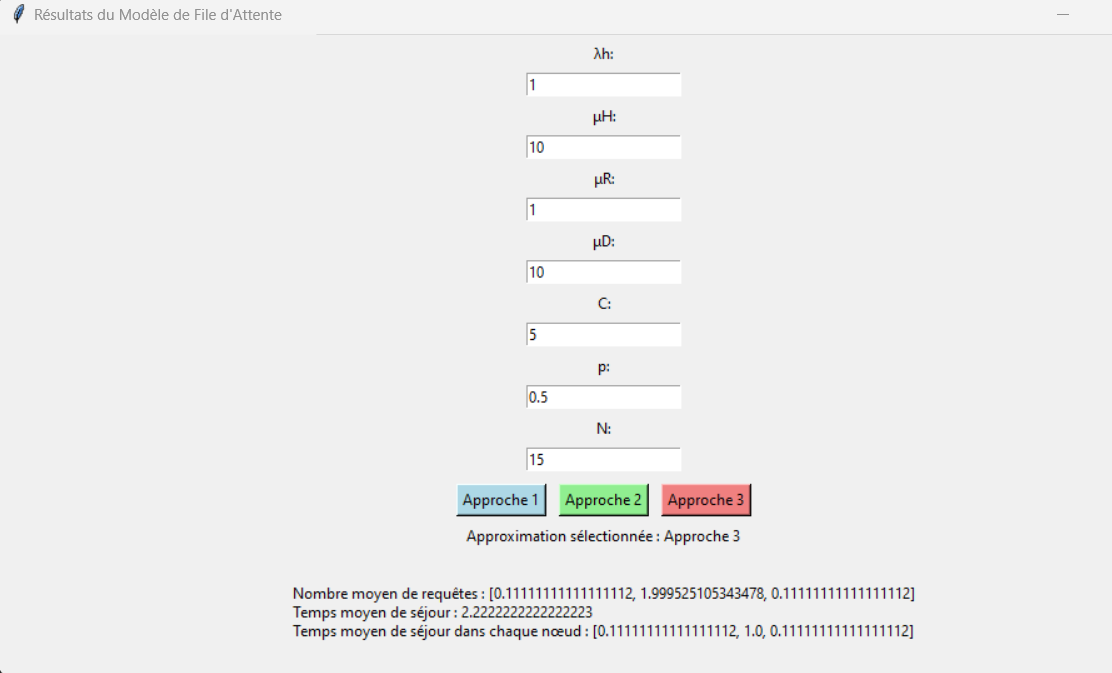 Résultats du Modèle de File d'Attente
λh:
1
μH:
10
μR:
1
μD:
10
C:
5
p:
0.5
N:
15
Approche 1 Approche 2 Approche 3
Approximation sélectionnée : Approche 3
Nombre moyen de requêtes : [0.11111111111111112, 1.999525105343478, 0.11111111111111112]
Temps moyen de séjour : 2.2222222222222223
Temps moyen de séjour dans chaque nœud : [0.11111111111111112, 1.0, 0.11111111111111112]